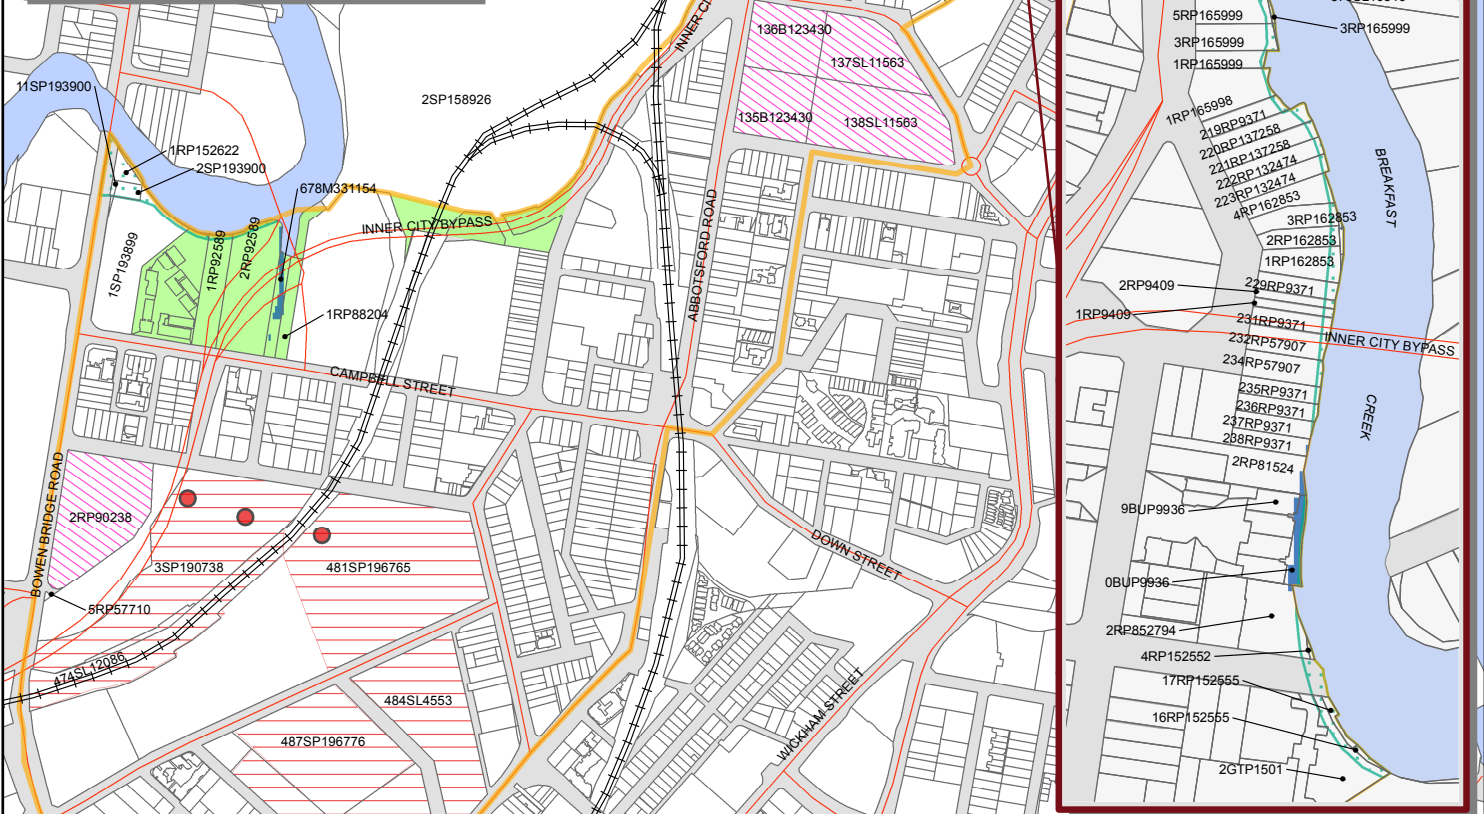 136B123430
INNER CI
137SL11563
2SP158926
11SP193900
135B123430
138SL11563
1RP152622
2SP193900
678M331154
INNER CITY BYPASS
1SP193899
1RP92589
2RP92589
ABBOTSFORD ROAD
1RP88204
CAMPBELL STREET
BOWEN BRIDGE ROAD
2RP90238
3SP190738
481SP196765
DOWN STREET
5RP57710
474SL12086
484SL4553
487SP196776
WICKHAM STREET
5RP165999
3RP165999
3RP165999
1RP165999
1RP165998
219RP9371
220RP137258
221RP137258
222RP132474
223RP132474
4RP162853
BREAKFAST
3RP162853
2RP162853
1RP162853
2RP9409
229RP9371
1RP9409
231RP9371
232RP57907
INNER CITY BYPASS
234RP57907
235RP9371
236RP9371
237RP9371
238RP9371
CREEK
2RP81524
9BUP9936
0BUP9936
2RP852794
4RP152552
17RP152555
16RP152555
2GTP1501